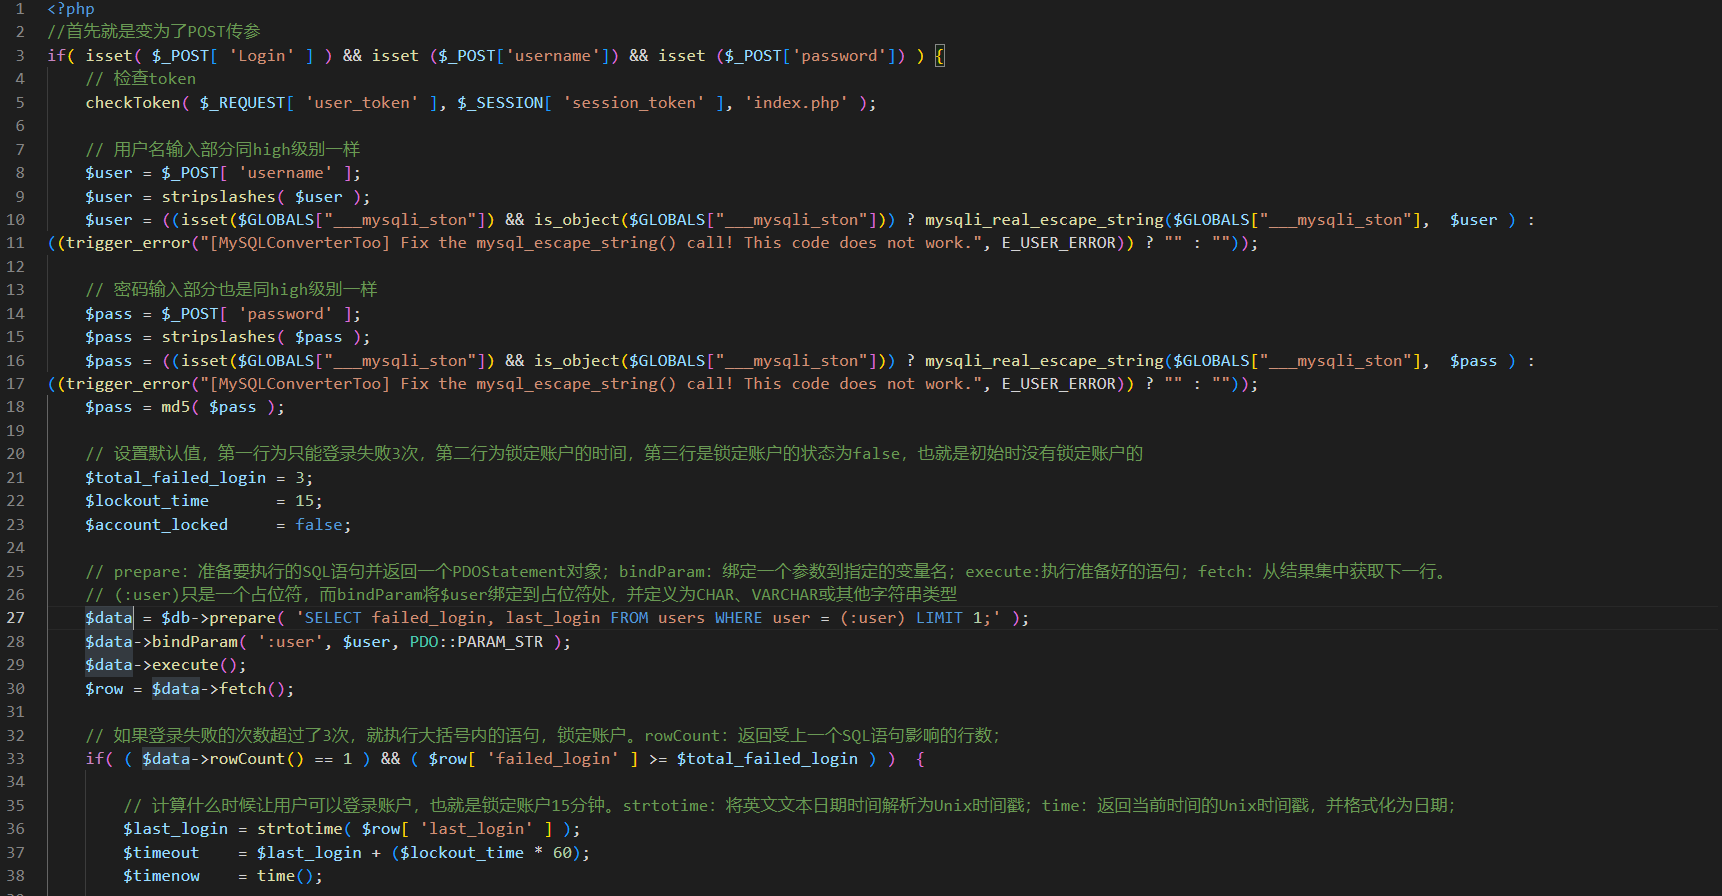 1 <?php
2 //首先就是变为了POST传参
3 if( isset( $_POST[ 'Login' ] ) && isset ($_POST['username']) && isset ($_POST['password']) ) {
4     // 检查token
5     checkToken( $_REQUEST[ 'user_token' ], $_SESSION[ 'session_token' ], 'index.php' );
6
7     // 用户名输入部分同high级别一样
8     $user = $_POST[ 'username' ];
9     $user = stripslashes( $user );
10     $user = ((isset($GLOBALS["___mysqli_ston"]) && is_object($GLOBALS["___mysqli_ston"])) ? mysqli_real_escape_string($GLOBALS["___mysqli_ston"],  $user ) :
11 ((trigger_error("[MySQLConverterToo] Fix the mysql_escape_string() call! This code does not work.", E_USER_ERROR)) ? "" : ""));
12
13     // 密码输入部分也是同high级别一样
14     $pass = $_POST[ 'password' ];
15     $pass = stripslashes( $pass );
16     $pass = ((isset($GLOBALS["___mysqli_ston"]) && is_object($GLOBALS["___mysqli_ston"])) ? mysqli_real_escape_string($GLOBALS["___mysqli_ston"],  $pass ) :
17 ((trigger_error("[MySQLConverterToo] Fix the mysql_escape_string() call! This code does not work.", E_USER_ERROR)) ? "" : ""));
18     $pass = md5( $pass );
19
20     // 设置默认值，第一行为只能登录失败3次，第二行为锁定账户的时间，第三行是锁定账户的状态为false，也就是初始时没有锁定账户的
21     $total_failed_login = 3;
22     $lockout_time       = 15;
23     $account_locked     = false;
24
25     // prepare：准备要执行的SQL语句并返回一个PDOStatement对象；bindParam：绑定一个参数到指定的变量名；execute:执行准备好的语句；fetch：从结果集中获取下一行。
26     // (:user)只是一个占位符，而bindParam将$user绑定到占位符处，并定义为CHAR、VARCHAR或其他字符串类型
27     $data = $db->prepare( 'SELECT failed_login, last_login FROM users WHERE user = (:user) LIMIT 1;' );
28     $data->bindParam( ':user', $user, PDO::PARAM_STR );
29     $data->execute();
30     $row = $data->fetch();
31
32     // 如果登录失败的次数超过了3次，就执行大括号内的语句，锁定账户。rowCount：返回受上一个SQL语句影响的行数；
33     if( ( $data->rowCount() == 1 ) && ( $row[ 'failed_login' ] >= $total_failed_login ) )  {
34
35         // 计算什么时候让用户可以登录账户，也就是锁定账户15分钟。strtotime：将英文文本日期时间解析为Unix时间戳；time：返回当前时间的Unix时间戳，并格式化为日期；
36         $last_login = strtotime( $row[ 'last_login' ] );
37         $timeout    = $last_login + ($lockout_time * 60);
38         $timenow    = time();